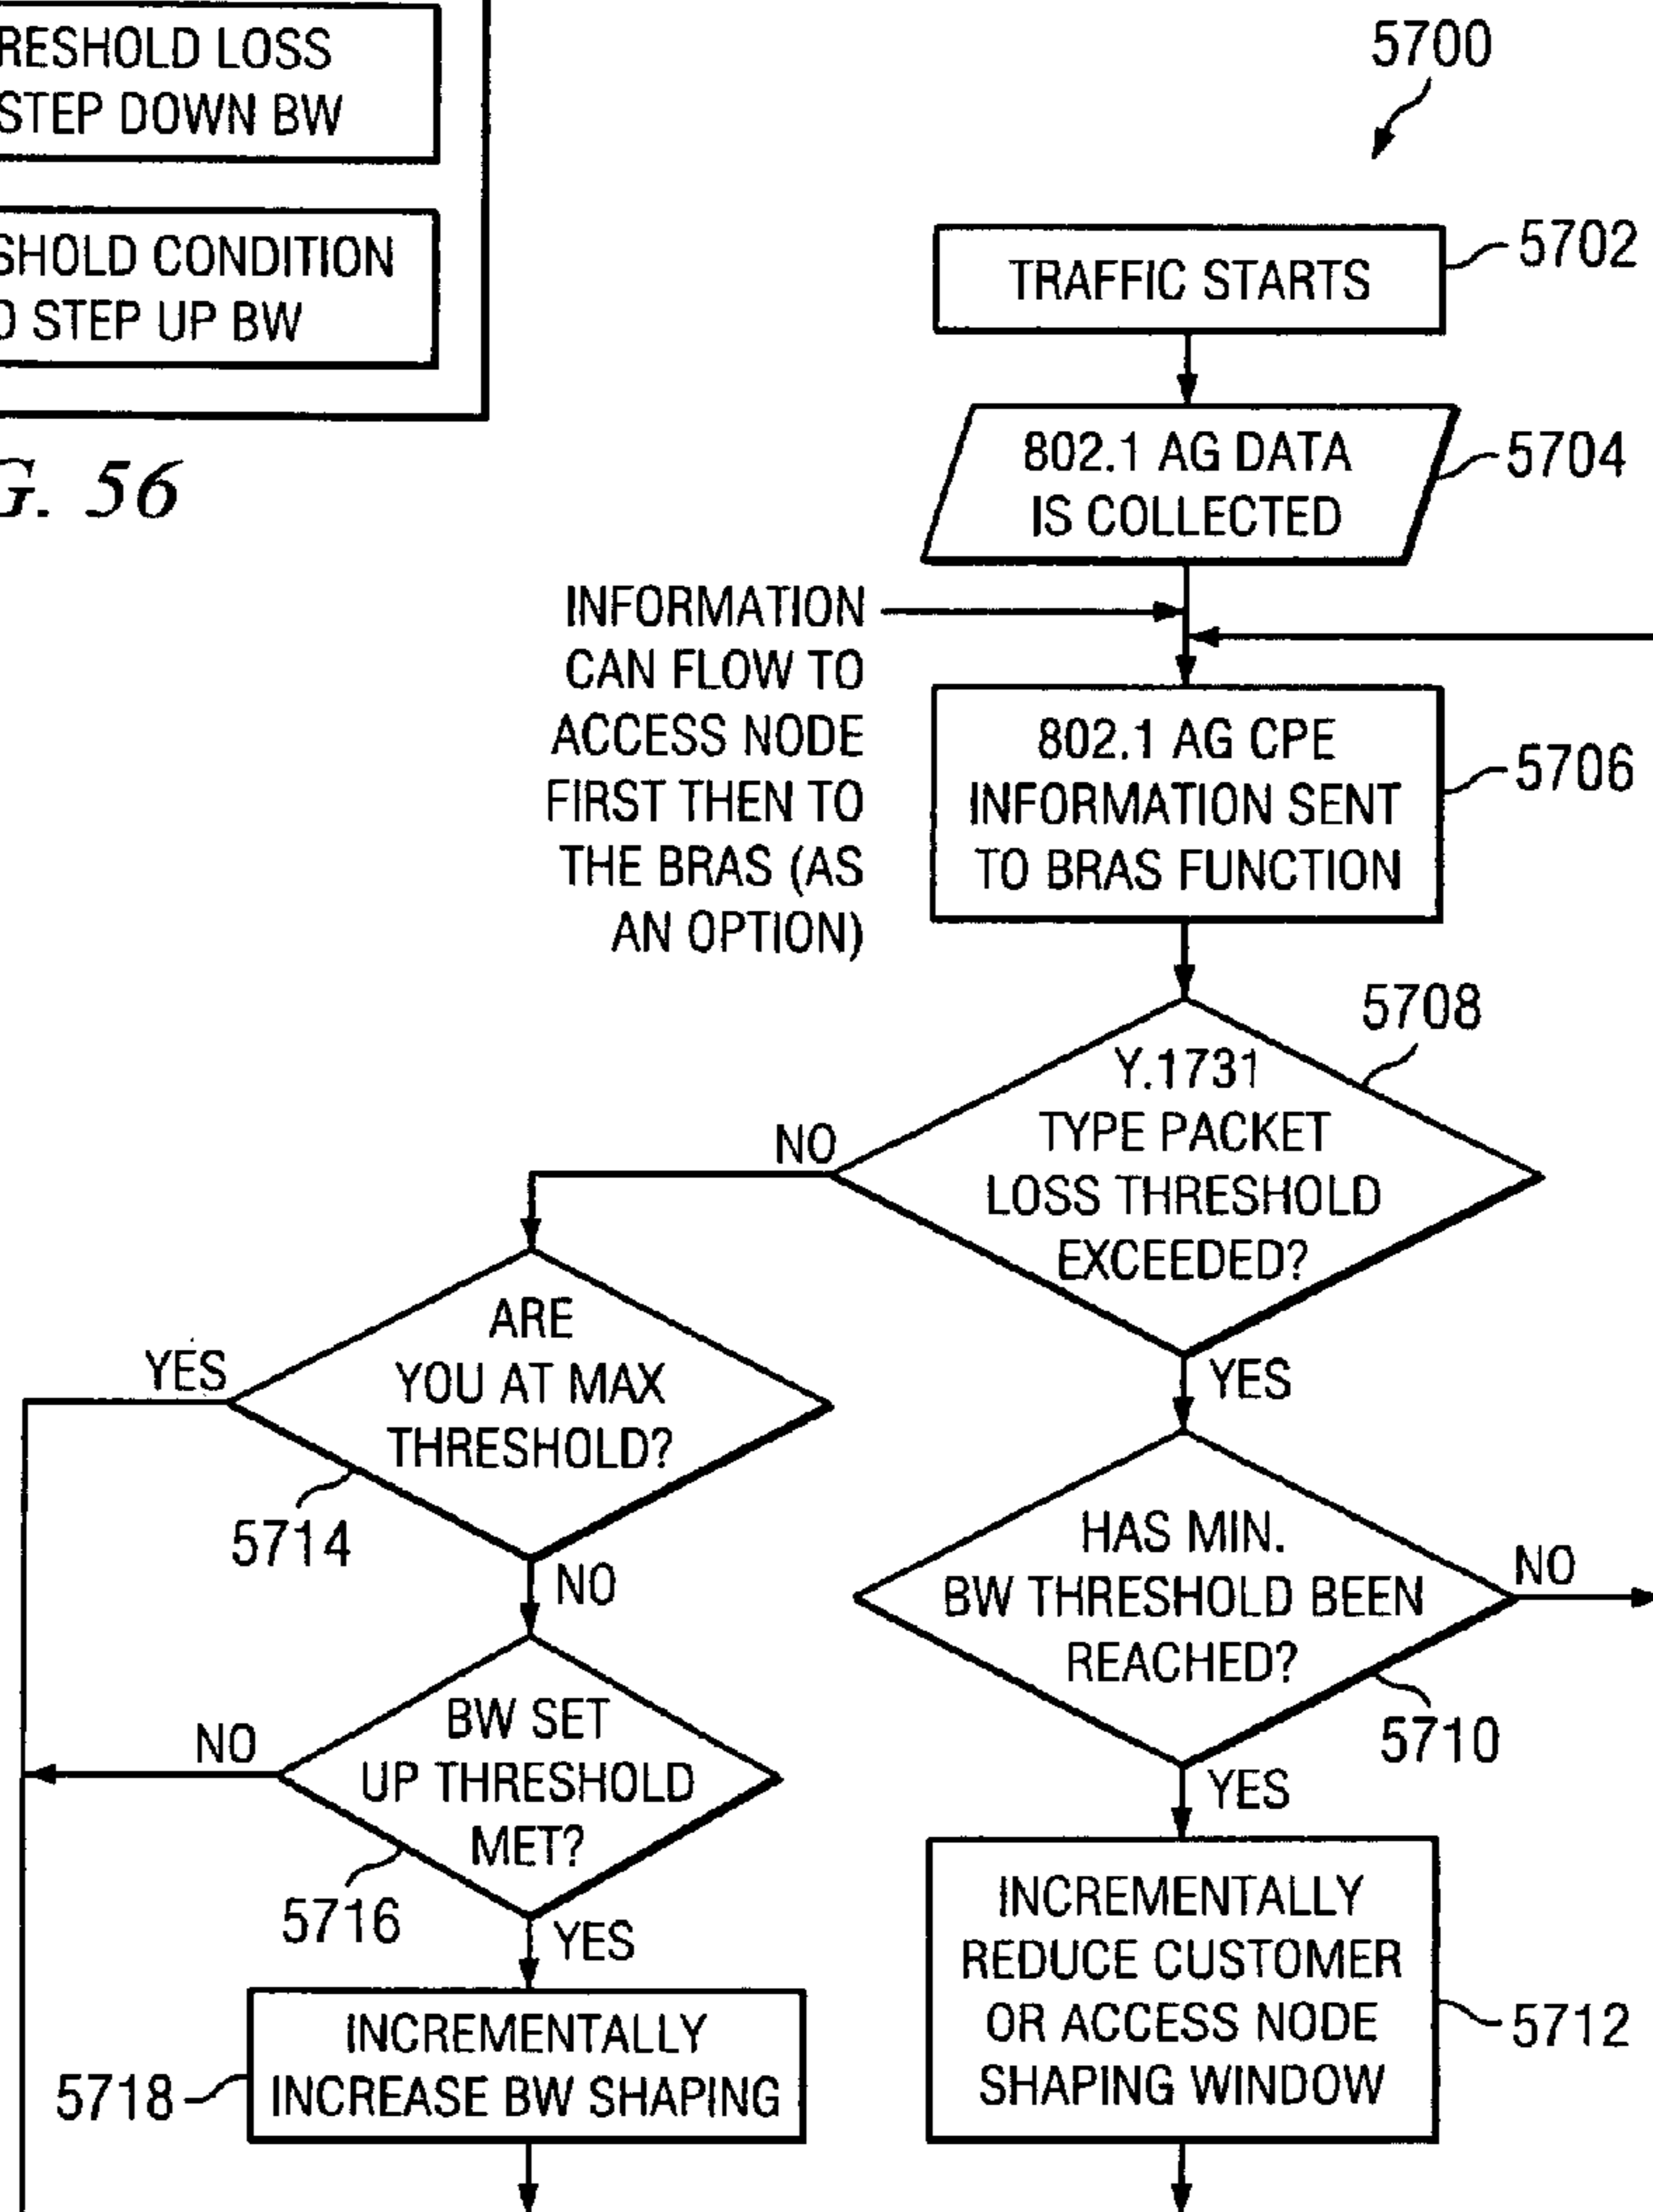 RESHOLD LOSS
STEP DOWN BW
SHOLD CONDITION
STEP UP BW
G. 56
5700
TRAFFIC STARTS
5702
802.1 AG DATA
IS COLLECTED
5704
INFORMATION
CAN FLOW TO
ACCESS NODE
FIRST THEN TO
THE BRAS (AS
AN OPTION)
802.1 AG CPE
INFORMATION SENT
TO BRAS FUNCTION
5706
5708
Y.1731
TYPE PACKET
LOSS THRESHOLD
EXCEEDED?
NO
YES
ARE
YOU AT MAX
THRESHOLD?
YES
5714
NO
HAS MIN.
BW THRESHOLD BEEN
REACHED?
NO
5710
YES
BW SET
UP THRESHOLD
MET?
NO
5716
YES
INCREMENTALLY
INCREASE BW SHAPING
5718
INCREMENTALLY
REDUCE CUSTOMER
OR ACCESS NODE
SHAPING WINDOW
5712